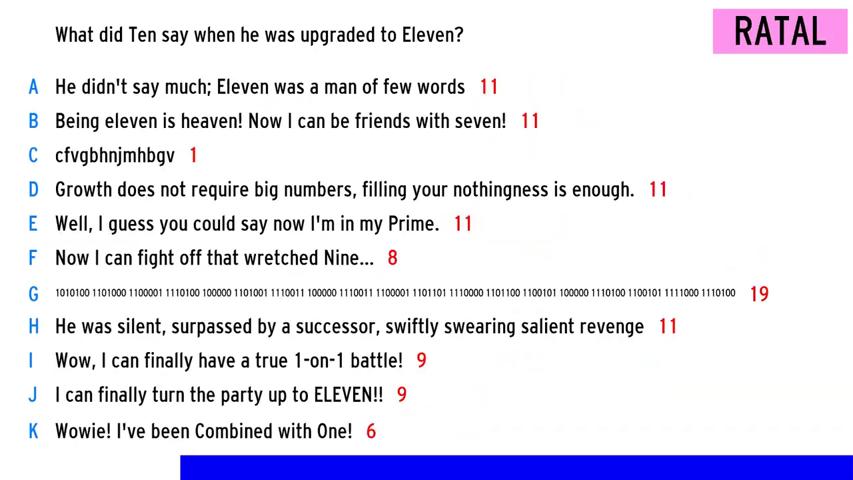 What did Ten say when he was upgraded to Eleven?
RATAL
A He didn't say much; Eleven was a man of few words 11
B Being eleven is heaven! Now I can be friends with seven! 11
C cfvgbhnjmhbgv 1
D Growth does not require big numbers, filling your nothingness is enough. 11
E Well, I guess you could say now I'm in my Prime. 11
F Now I can fight off that wretched Nine... 8
G 1010100 1101000 1100001 1110100 100000 1101001 1110011 100000 1110011 1100001 1101101 1110000 1101100 1100101 100000 1110100 1100101 1111000 1110100 19
H He was silent, surpassed by a successor, swiftly swearing salient revenge 11
I Wow, I can finally have a true 1-on-1 battle! 9
J I can finally turn the party up to ELEVEN!! 9
K Wowie! I've been Combined with One! 6